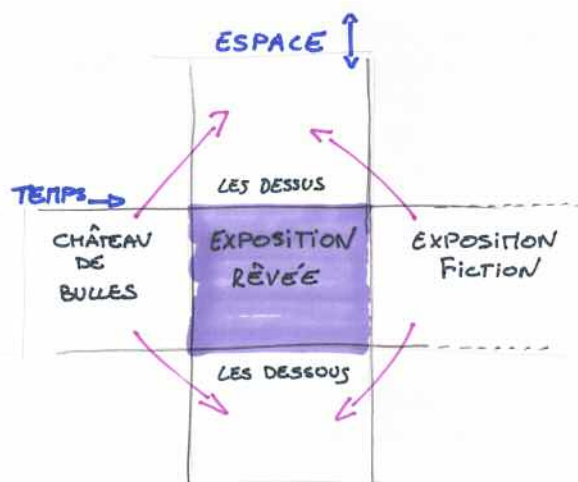 ESPACE
LES DESSUS
TEMPS
CHÂTEAU
DE
BULLES
EXPOSITION
RÊVÉE
EXPOSITION
FICTION
LES DESSOUS